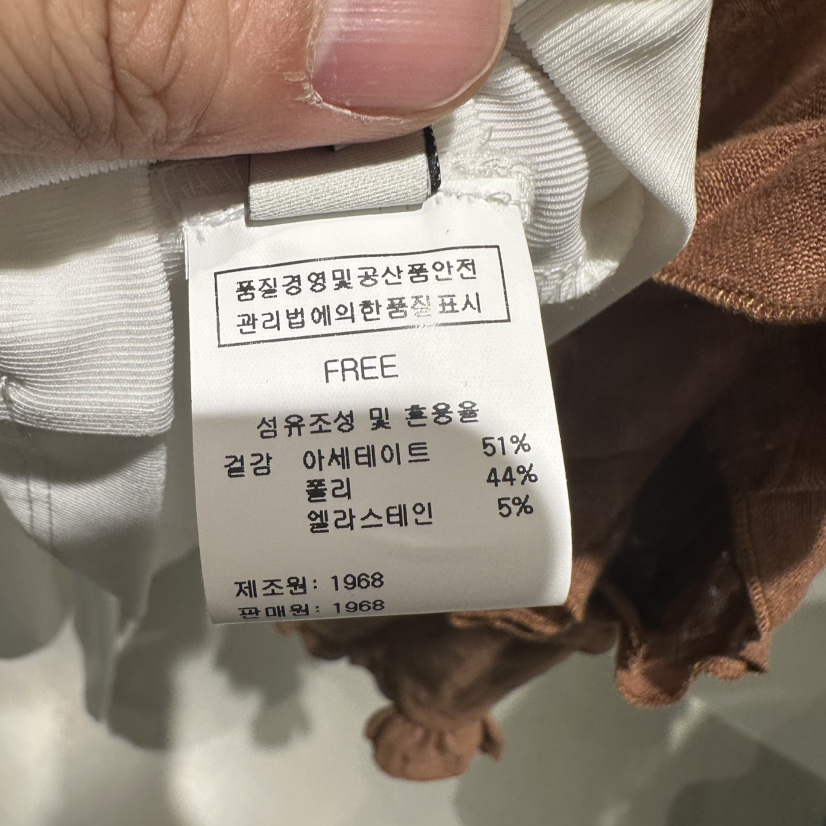 품질경영및공산품안전
관리법에의한품질표시
FREE
섬유조성 및 혼용율
겉감 아세테이트 51%
폴리 44%
엘라스테인 5%
제조원: 1968
판매원: 1968